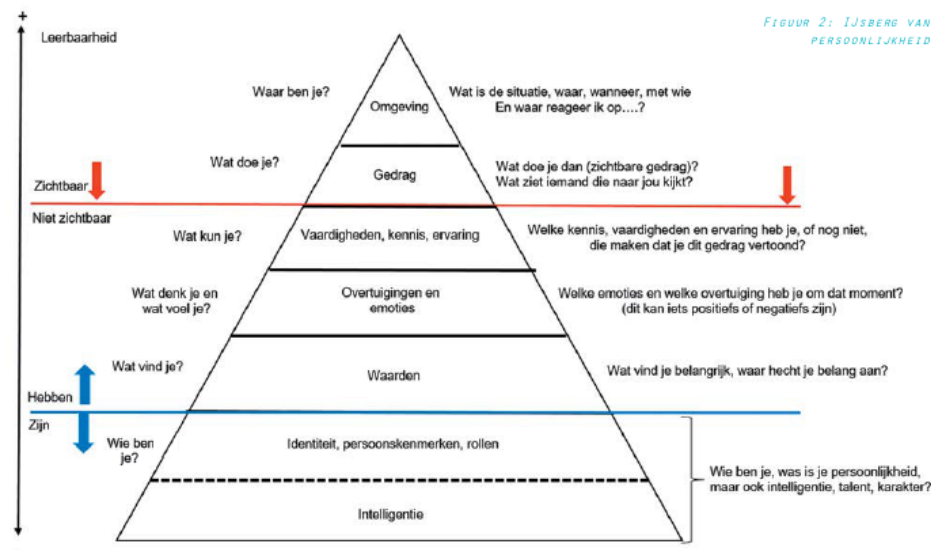 +
Leerbaarheid
FIGUUR 2: IJSBERG VAN
PERSOONLIJKHEID
Waar ben je?
Omgeving
Wat is de situatie, waar, wanneer, met wie
En waar reageer ik op....?
Wat doe je?
Gedrag
Wat doe je dan (zichtbare gedrag)?
Wat ziet iemand die naar jou kijkt?
Zichtbaar
Niet zichtbaar
Wat kun je?
Vaardigheden, kennis, ervaring
Welke kennis, vaardigheden en ervaring heb je, of nog niet,
die maken dat je dit gedrag vertoond?
Wat denk je en
wat voel je?
Overtuigingen en
emoties
Welke emoties en welke overtuiging heb je om dat moment?
(dit kan iets positiefs of negatiefs zijn)
Wat vind je?
Waarden
Wat vind je belangrijk, waar hecht je belang aan?
Hebben
Zijn
Wie ben
je?
Identiteit, persoonskenmerken, rollen
Wie ben je, was is je persoonlijkheid,
maar ook intelligentie, talent, karakter?
Intelligentie